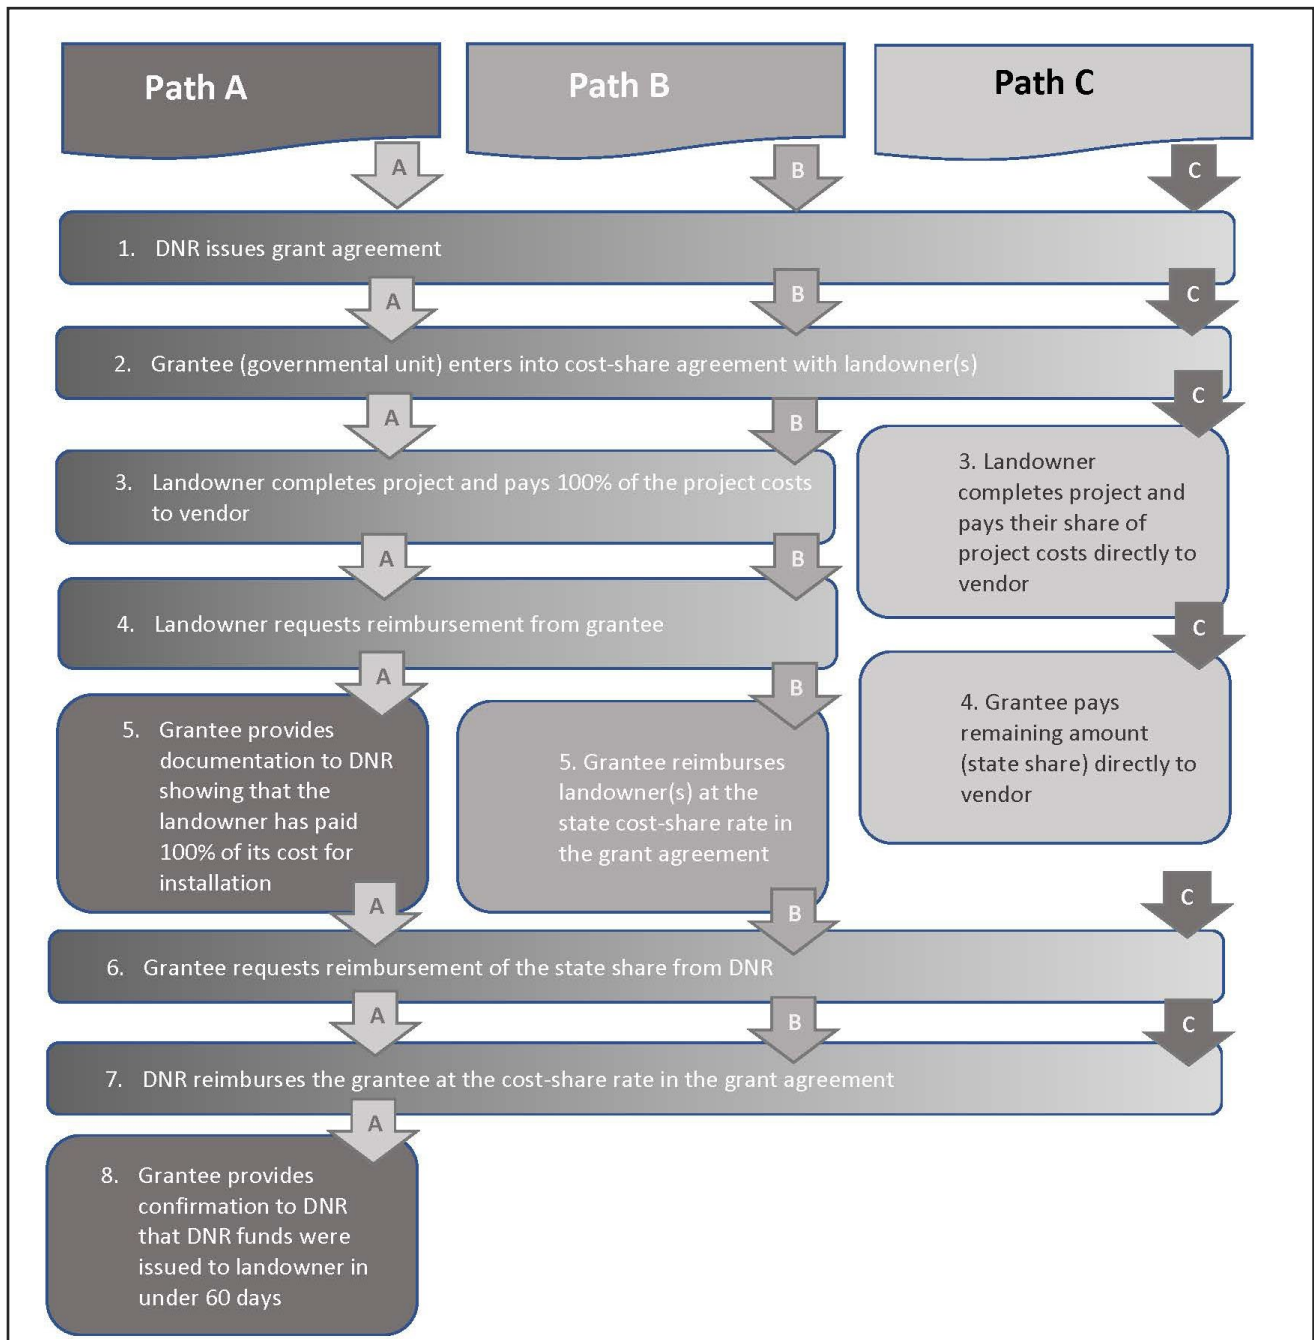 Path A
Path B
Path C
A
B
C
1. DNR issues grant agreement
A
B
C
2. Grantee (governmental unit) enters into cost-share agreement with landowner(s)
A
B
C
3. Landowner completes project and pays 100% of the project costs
to vendor
3. Landowner
completes project and
pays their share of
project costs directly to
vendor
A
B
4. Landowner requests reimbursement from grantee
C
A
B
5. Grantee provides
documentation to DNR
showing that the
landowner has paid
100% of its cost for
installation
5. Grantee reimburses
landowner(s) at the
state cost-share rate in
the grant agreement
4. Grantee pays
remaining amount
(state share) directly to
vendor
A
B
C
6. Grantee requests reimbursement of the state share from DNR
A
B
C
7. DNR reimburses the grantee at the cost-share rate in the grant agreement
A
8. Grantee provides
confirmation to DNR
that DNR funds were
issued to landowner in
under 60 days